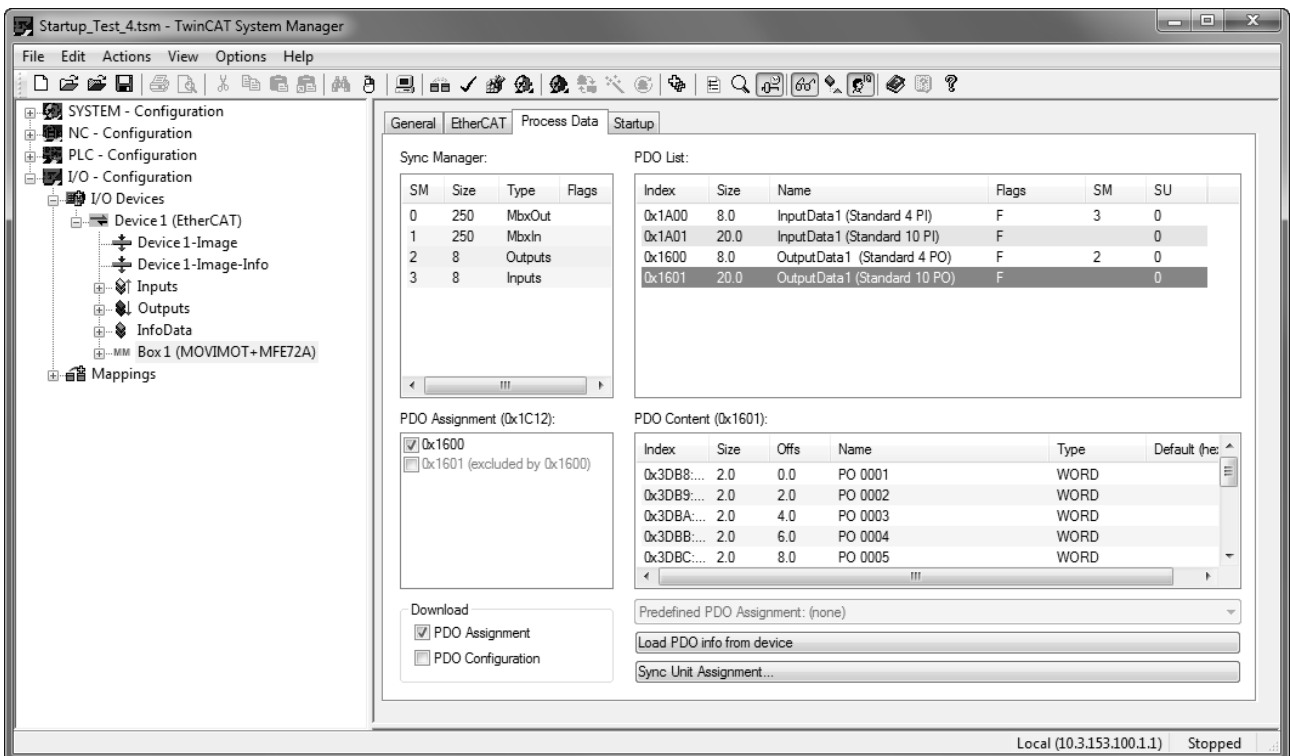 Startup_Test_4.tsm - TwinCAT System Manager
File Edit Actions View Options Help
SYSTEM - Configuration
NC - Configuration
PLC - Configuration
I/O - Configuration
I/O Devices
Device 1 (EtherCAT)
Device 1-Image
Device 1-Image-Info
Inputs
Outputs
InfoData
MM Box 1 (MOVIMOT+MFE72A)
Mappings
General EtherCAT Process Data Startup
Sync Manager:
SM Size Type Flags
0 250 MbxOut
1 250 MbxIn
2 8 Outputs
3 8 Inputs
PDO List:
Index Size Name Flags SM SU
0x1A00 8.0 InputData1 (Standard 4 PI) F 3 0
0x1A01 20.0 InputData1 (Standard 10 PI) F 0
0x1600 8.0 OutputData1 (Standard 4 PO) F 2 0
0x1601 20.0 OutputData1 (Standard 10 PO) F 0
PDO Assignment (0x1C12):
0x1600
0x1601 (excluded by 0x1600)
PDO Content (0x1601):
Index Size Offs Name Type Default (he
0x3DB8:... 2.0 0.0 PO 0001 WORD
0x3DB9:... 2.0 2.0 PO 0002 WORD
0x3DBA:... 2.0 4.0 PO 0003 WORD
0x3DBB:... 2.0 6.0 PO 0004 WORD
0x3DBC:... 2.0 8.0 PO 0005 WORD
Download
PDO Assignment
PDO Configuration
Predefined PDO Assignment: (none)
Load PDO info from device
Sync Unit Assignment...
Local (10.3.153.100.1.1) Stopped